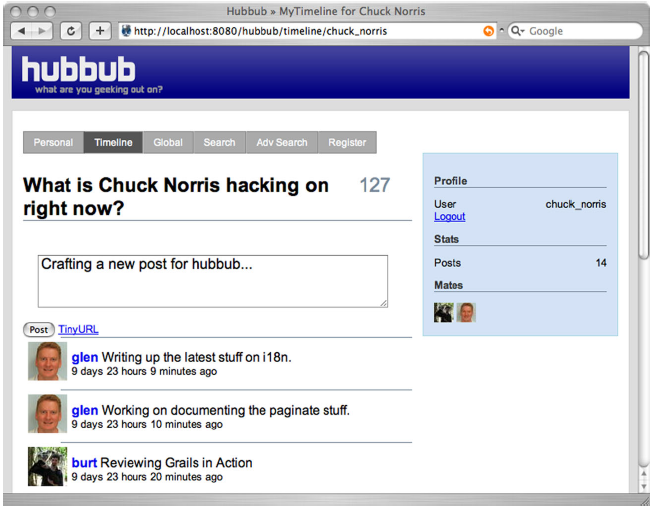 Hubbub » MyTimeline for Chuck Norris
http://localhost:8080/hubbub/timeline/chuck_norris
Google
hubbub
what are you geeking out on?
Personal Timeline Global Search Adv Search Register
What is Chuck Norris hacking on 127
right now?
Crafting a new post for hubbub...
Post TinyURL
glen Writing up the latest stuff on i18n.
9 days 23 hours 9 minutes ago
glen Working on documenting the paginate stuff.
9 days 23 hours 10 minutes ago
burt Reviewing Grails in Action
9 days 23 hours 20 minutes ago
Profile
User chuck_norris
Logout
Stats
Posts 14
Mates